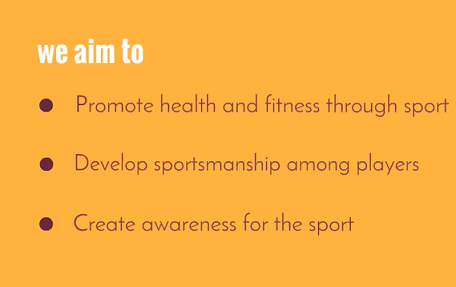 we aim to
Promote health and fitness through sport
Develop sportsmanship among players
Create awareness for the sport